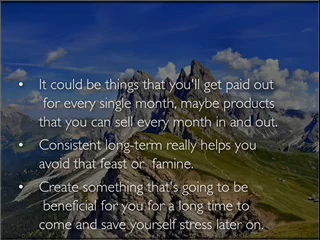 • It could be things that you'll get paid out
for every single month, maybe products
that you can sell every month in and out.
• Consistent long-term really helps you
avoid that feast or famine.
• Create something that's going to be
beneficial for you for a long time to
come and save yourself stress later on.